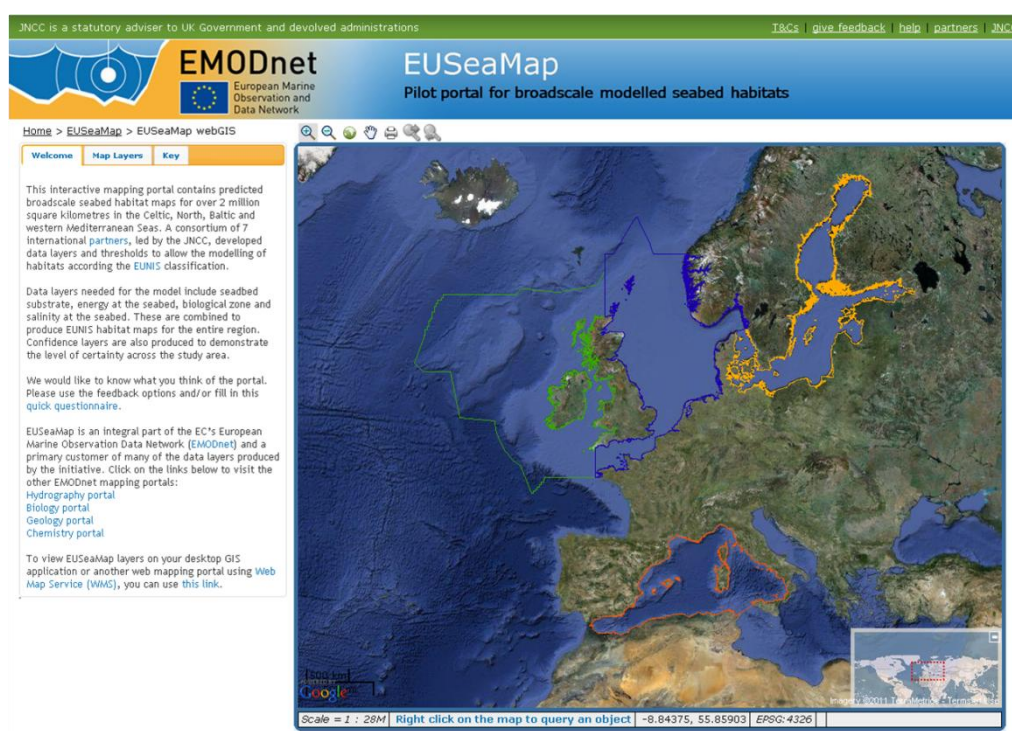 JNCC is a statutory adviser to UK Government and devolved administrations
T&Cs | give feedback | help | partners | JNCC
EMODnet
European Marine
Observation and
Data Network
EUSeaMap
Pilot portal for broadscale modelled seabed habitats
Home > EUSeaMap > EUSeaMap webGIS
Welcome Map Layers Key
This interactive mapping portal contains predicted
broadscale seabed habitat maps for over 2 million
square kilometres in the Celtic, North, Baltic and
western Mediterranean Seas. A consortium of 7
international partners, led by the JNCC, developed
data layers and thresholds to allow the modelling of
habitats according the EUNIS classification.
Data layers needed for the model include seadbed
substrate, energy at the seabed, biological zone and
salinity at the seabed. These are combined to
produce EUNIS habitat maps for the entire region.
Confidence layers are also produced to demonstrate
the level of certainty across the study area.
We would like to know what you think of the portal.
Please use the feedback options and/or fill in this
quick questionnaire.
EUSeaMap is an integral part of the EC's European
Marine Observation Data Network (EMODnet) and a
primary customer of many of the data layers produced
by the initiative. Click on the links below to visit the
other EMODnet mapping portals:
Hydrography portal
Biology portal
Geology portal
Chemistry portal
To view EUSeaMap layers on your desktop GIS
application or another web mapping portal using Web
Map Service (WMS), you can use this link.
500 km
POWERED BY
Google
Imagery ©2011 TerraMetrics - Terms of Use
Scale = 1 : 28M Right click on the map to query an object -8.84375, 55.85903 EPSG:4326